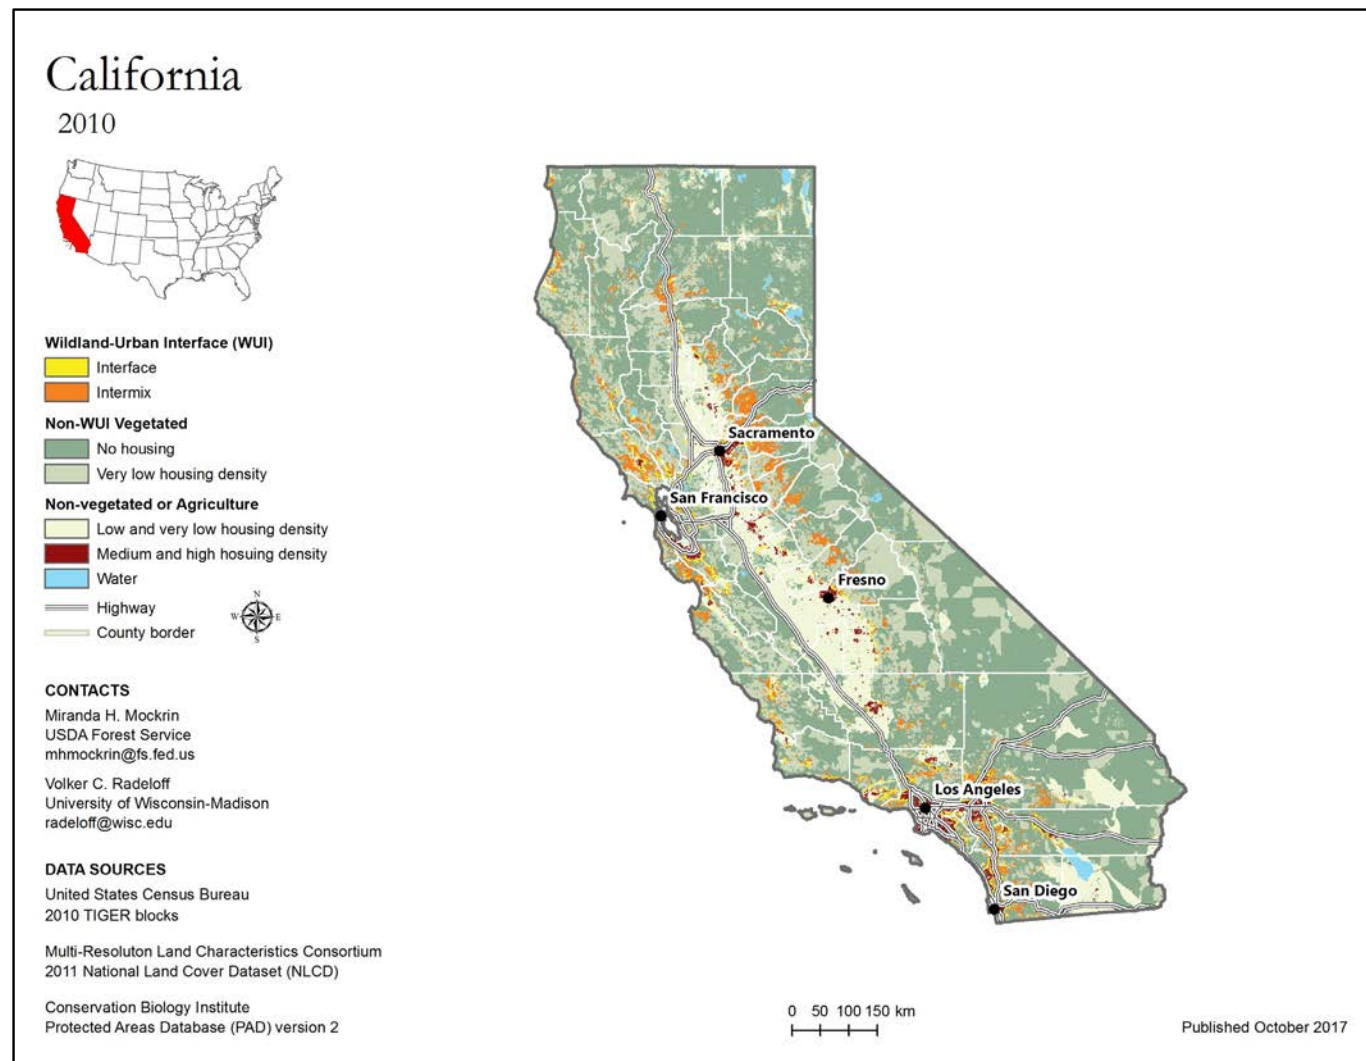 California
2010
Wildland-Urban Interface (WUI)
Interface
Intermix
Non-WUI Vegetated
No housing
Very low housing density
Non-vegetated or Agriculture
Low and very low housing density
Medium and high hosuing density
Water
Highway
County border
N
W
E
S
CONTACTS
Miranda H. Mockrin
USDA Forest Service
mhmockrin@fs.fed.us
Volker C. Radeloff
University of Wisconsin-Madison
radeloff@wisc.edu
DATA SOURCES
United States Census Bureau
2010 TIGER blocks
Multi-Resoluton Land Characteristics Consortium
2011 National Land Cover Dataset (NLCD)
Conservation Biology Institute
Protected Areas Database (PAD) version 2
Sacramento
San Francisco
Fresno
Los Angeles
San Diego
0 50 100 150 km
Published October 2017